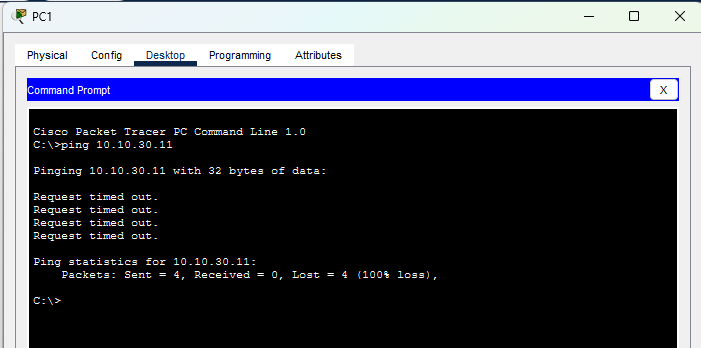 PC1
Physical Config Desktop Programming Attributes
Command Prompt X
Cisco Packet Tracer PC Command Line 1.0
C:\>ping 10.10.30.11
Pinging 10.10.30.11 with 32 bytes of data:
Request timed out.
Request timed out.
Request timed out.
Request timed out.
Ping statistics for 10.10.30.11:
Packets: Sent = 4, Received = 0, Lost = 4 (100% loss),
C:\>